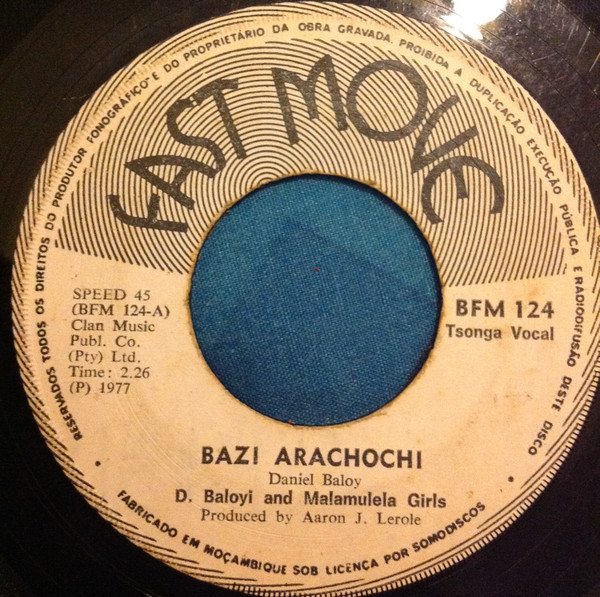 RESERVADOS TODOS OS DIREITOS DO PRODUTOR FONOGRÁFICO E DO PROPRIETÁRIO DA OBRA GRAVADA. PROIBIDA A DUPLICAÇÃO EXECUÇÃO PÚBLICA E RADIODIFUSÃO DESTE DISCO
FAST MOVE
SPEED 45
(BFM 124-A)
Clan Music
Publ. Co.
(Pty) Ltd.
Time: 2.26
(P) 1977
BFM 124
Tsonga Vocal
BAZI ARACHOCHI
Daniel Baloy
D. Baloyi and Malamulela Girls
Produced by Aaron J. Lerole
FABRICADO EM MOÇAMBIQUE SOB LICENÇA POR SOMODISCOS